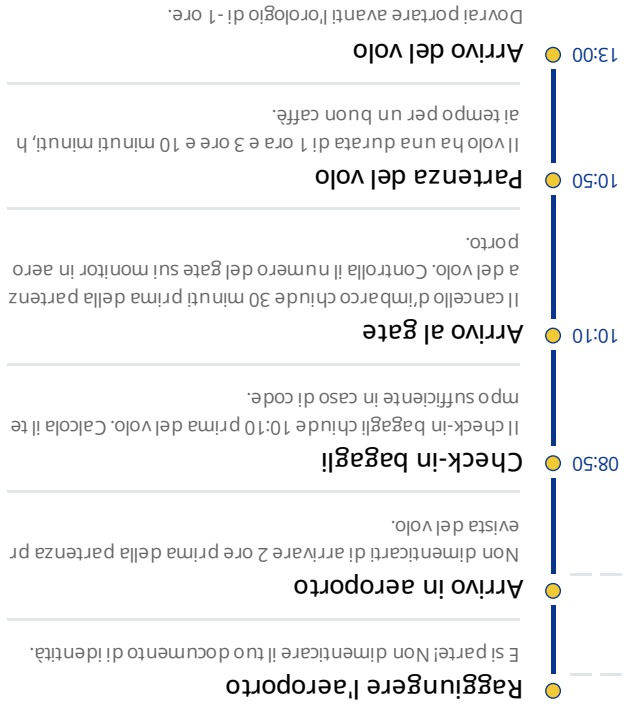 Raggiungere l'aeroporto
E si parte! Non dimenticare il tuo documento di identità.
Arrivo in aeroporto
Non dimenticarti di arrivare 2 ore prima della partenza pr
evista del volo.
08:50 Check-in bagagli
Il check-in bagagli chiude 10:10 prima del volo. Calcola il te
mpo sufficiente in caso di code.
10:10 Arrivo al gate
Il cancello d'imbarco chiude 30 minuti prima della partenz
a del volo. Controlla il numero del gate sui monitor in aero
porto.
10:50 Partenza del volo
Il volo ha una durata di 1 ora e 3 ore e 10 minuti minuti, h
ai tempo per un buon caffè.
13:00 Arrivo del volo
Dovrai portare avanti l'orologio di -1 ore.